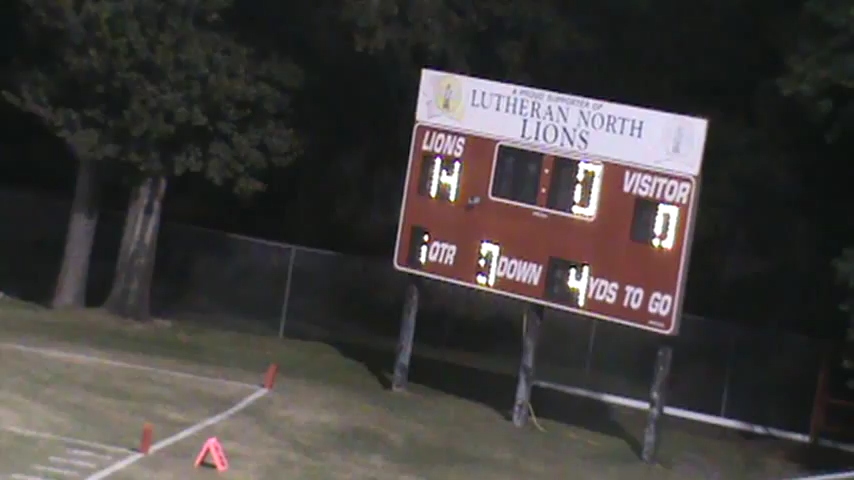 A PROUD SUPPORTER OF
LUTHERAN NORTH
LIONS
LIONS VISITOR
14 : 0 0
1 QTR 3 DOWN 4 YDS TO GO